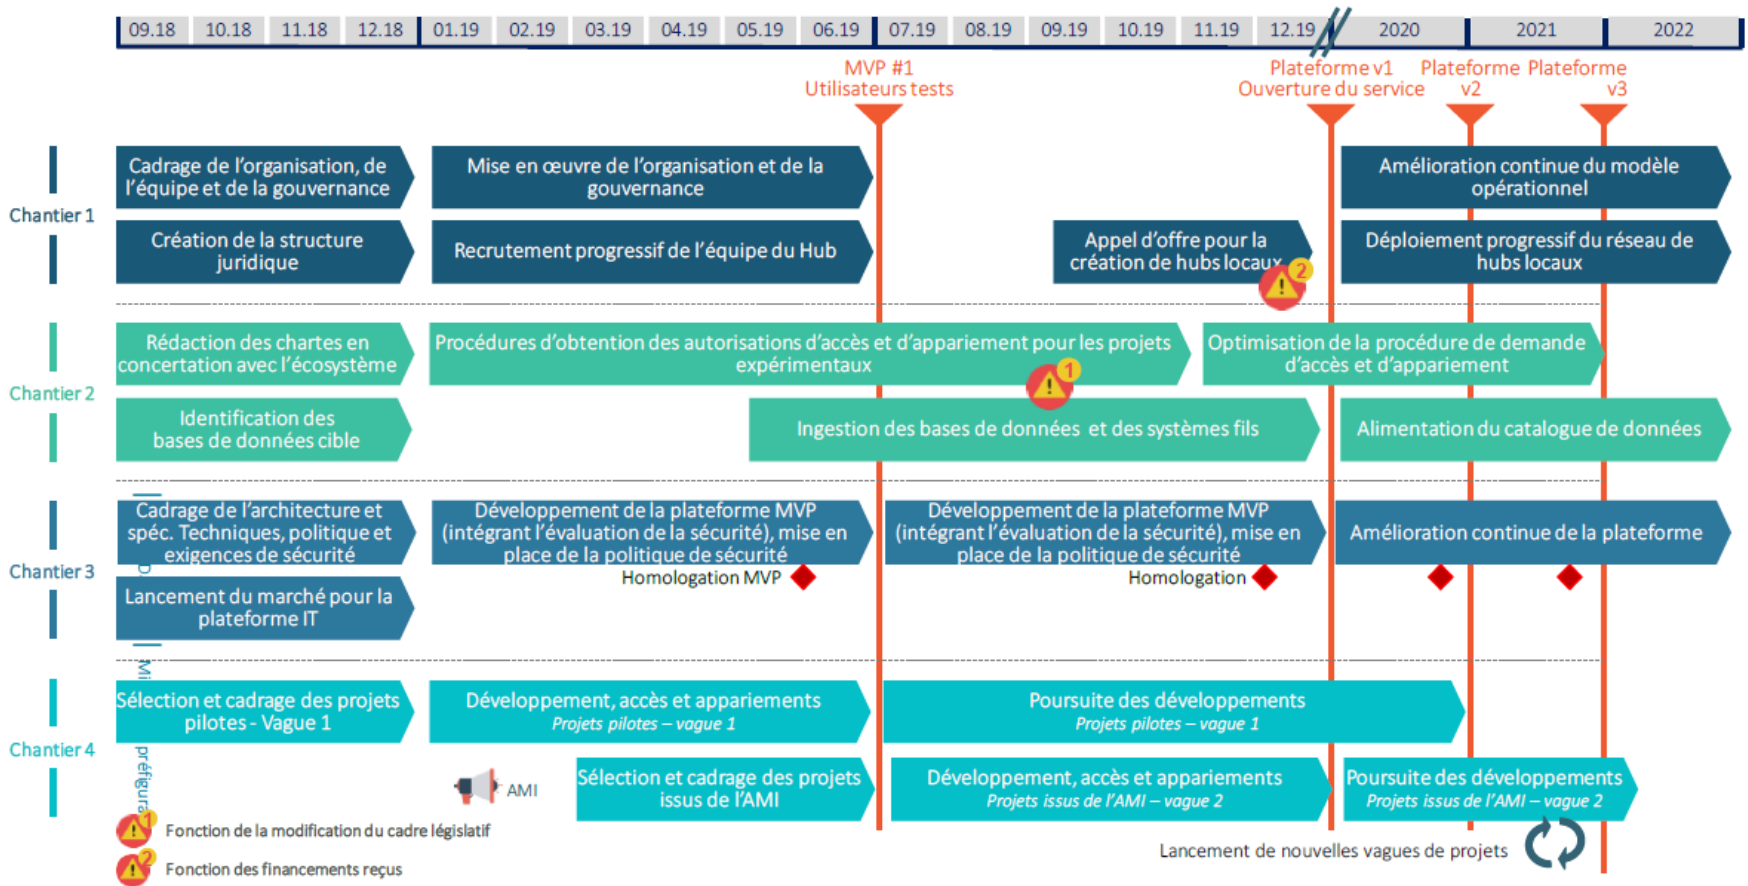 09.18 10.18 11.18 12.18 01.19 02.19 03.19 04.19 05.19 06.19 07.19 08.19 09.19 10.19 11.19 12.19 2020 2021 2022
MVP #1
Utilisateurs tests
Plateforme v1
Ouverture du service
Plateforme
v2
Plateforme
v3
Chantier 1
Cadrage de l'organisation, de
l'équipe et de la gouvernance
Mise en œuvre de l'organisation et de la
gouvernance
Amélioration continue du modèle
opérationnel
Création de la structure
juridique
Recrutement progressif de l'équipe du Hub
Appel d'offre pour la
création de hubs locaux
2
Déploiement progressif du réseau de
hubs locaux
Chantier 2
Rédaction des chartes en
concertation avec l'écosystème
Procédures d'obtention des autorisations d'accès et d'appariement pour les projets
expérimentaux
1
Optimisation de la procédure de demande
d'accès et d'appariement
Identification des
bases de données cible
Ingestion des bases de données et des systèmes fils
Alimentation du catalogue de données
Chantier 3
Cadrage de l'architecture et
spéc. Techniques, politique et
exigences de sécurité
Développement de la plateforme MVP
(intégrant l'évaluation de la sécurité), mise en
place de la politique de sécurité
Développement de la plateforme MVP
(intégrant l'évaluation de la sécurité), mise en
place de la politique de sécurité
Amélioration continue de la plateforme
Homologation MVP
Homologation
Lancement du marché pour la
plateforme IT
Chantier 4
Sélection et cadrage des projets
pilotes - Vague 1
Développement, accès et appariements
Projets pilotes – vague 1
Poursuite des développements
Projets pilotes – vague 1
AMI
Sélection et cadrage des projets
issus de l'AMI
Développement, accès et appariements
Projets issus de l'AMI – vague 2
Poursuite des développements
Projets issus de l'AMI – vague 2
1
Fonction de la modification du cadre législatif
2
Fonction des financements reçus
Lancement de nouvelles vagues de projets